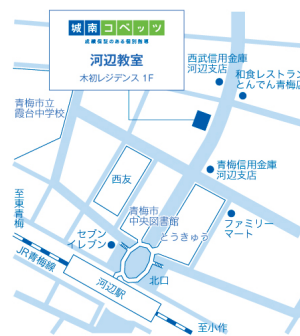 城南コベッツ
成績保証のある個別指導
河辺教室
木初レジデンス 1F
西武信用金庫
河辺支店
和食レストラン
とんでん青梅店
青梅市立
霞台中学校
西友
青梅信用金庫
河辺支店
青梅市
中央図書館
とうきゅう
ファミリー
マート
至東青梅
セブン
イレブン
JR青梅線
河辺駅
北口
至小作